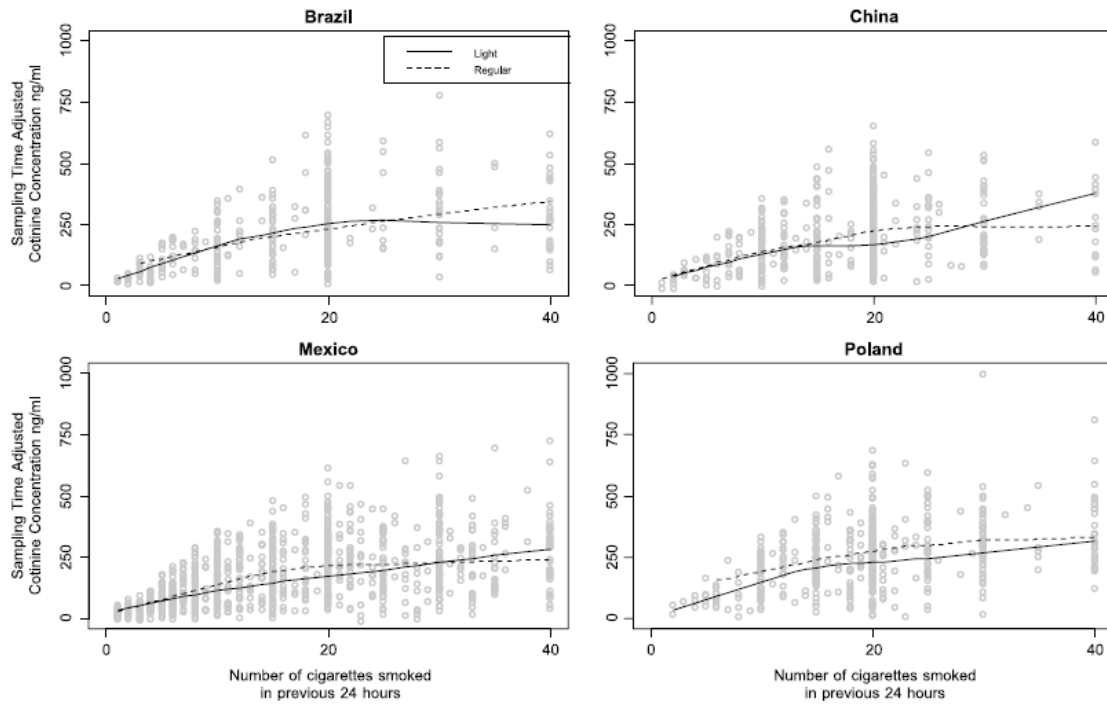 Brazil
China
1000
750
500
250
0
0
20
40
Sampling Time Adjusted
Cotinine Concentration ng/ml
Light
Regular
1000
750
500
250
0
0
20
40
Mexico
Poland
1000
750
500
250
0
0
20
40
Sampling Time Adjusted
Cotinine Concentration ng/ml
Number of cigarettes smoked
in previous 24 hours
1000
750
500
250
0
0
20
40
Number of cigarettes smoked
in previous 24 hours